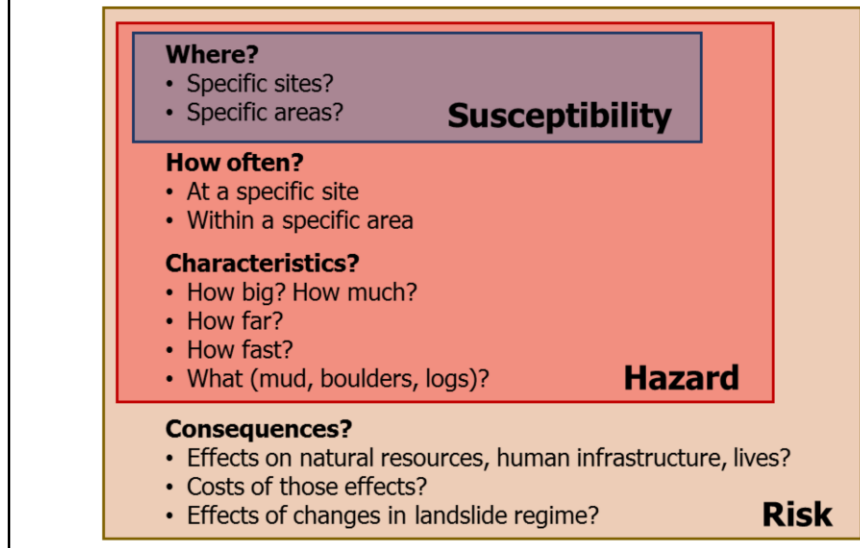 Where?
• Specific sites?
• Specific areas?
Susceptibility
How often?
• At a specific site
• Within a specific area
Characteristics?
• How big? How much?
• How far?
• How fast?
• What (mud, boulders, logs)?
Hazard
Consequences?
• Effects on natural resources, human infrastructure, lives?
• Costs of those effects?
• Effects of changes in landslide regime?
Risk